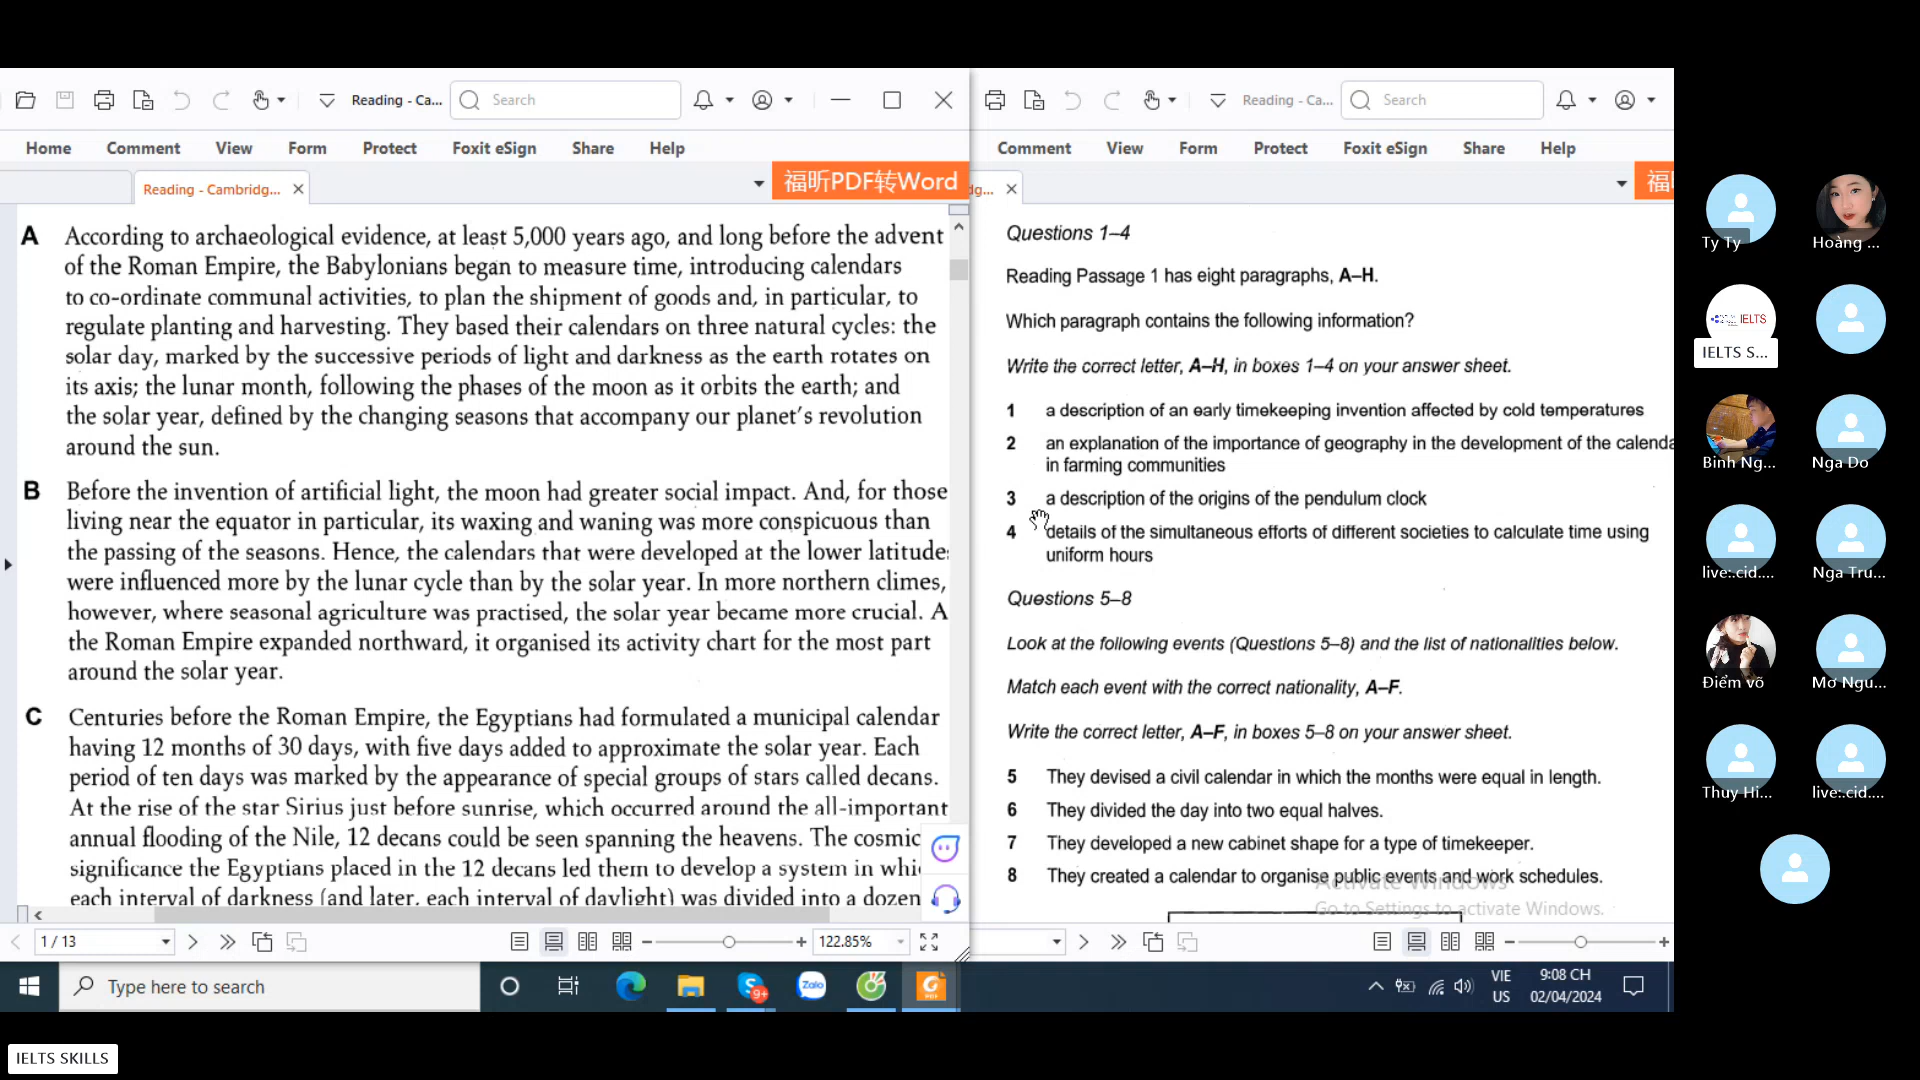 Reading - Ca...
Search
Home
Comment
View
Form
Protect
Foxit eSign
Share
Help
Reading - Cambridg...
福昕PDF转Word
A According to archaeological evidence, at least 5,000 years ago, and long before the advent
of the Roman Empire, the Babylonians began to measure time, introducing calendars
to co-ordinate communal activities, to plan the shipment of goods and, in particular, to
regulate planting and harvesting. They based their calendars on three natural cycles: the
solar day, marked by the successive periods of light and darkness as the earth rotates on
its axis; the lunar month, following the phases of the moon as it orbits the earth; and
the solar year, defined by the changing seasons that accompany our planet's revolution
around the sun.
B Before the invention of artificial light, the moon had greater social impact. And, for those
living near the equator in particular, its waxing and waning was more conspicuous than
the passing of the seasons. Hence, the calendars that were developed at the lower latitude
were influenced more by the lunar cycle than by the solar year. In more northern climes,
however, where seasonal agriculture was practised, the solar year became more crucial. A
the Roman Empire expanded northward, it organised its activity chart for the most part
around the solar year.
C Centuries before the Roman Empire, the Egyptians had formulated a municipal calendar
having 12 months of 30 days, with five days added to approximate the solar year. Each
period of ten days was marked by the appearance of special groups of stars called decans.
At the rise of the star Sirius just before sunrise, which occurred around the all-important
annual flooding of the Nile, 12 decans could be seen spanning the heavens. The cosmic
significance the Egyptians placed in the 12 decans led them to develop a system in whi
each interval of darkness (and later, each interval of daylight) was divided into a dozen
1 / 13
122.85%
Reading - Ca...
Search
Comment
View
Form
Protect
Foxit eSign
Share
Help
dg...
福
Questions 1–4
Reading Passage 1 has eight paragraphs, A–H.
Which paragraph contains the following information?
Write the correct letter, A–H, in boxes 1–4 on your answer sheet.
1 a description of an early timekeeping invention affected by cold temperatures
2 an explanation of the importance of geography in the development of the calenda
in farming communities
3 a description of the origins of the pendulum clock
4 details of the simultaneous efforts of different societies to calculate time using
uniform hours
Questions 5–8
Look at the following events (Questions 5–8) and the list of nationalities below.
Match each event with the correct nationality, A–F.
Write the correct letter, A–F, in boxes 5–8 on your answer sheet.
5 They devised a civil calendar in which the months were equal in length.
6 They divided the day into two equal halves.
7 They developed a new cabinet shape for a type of timekeeper.
8 They created a calendar to organise public events and work schedules.
Activate Windows
Go to Settings to activate Windows.
Type here to search
9+
Zalo
PDF
VIE
US
9:08 CH
02/04/2024
IELTS SKILLS
Ty Ty
Hoàng ...
IELTS
IELTS S...
Binh Ng...
Nga Do
live:.cid....
Nga Tru...
Điểm võ
Mơ Ngu...
Thuy Hi...
live:.cid....